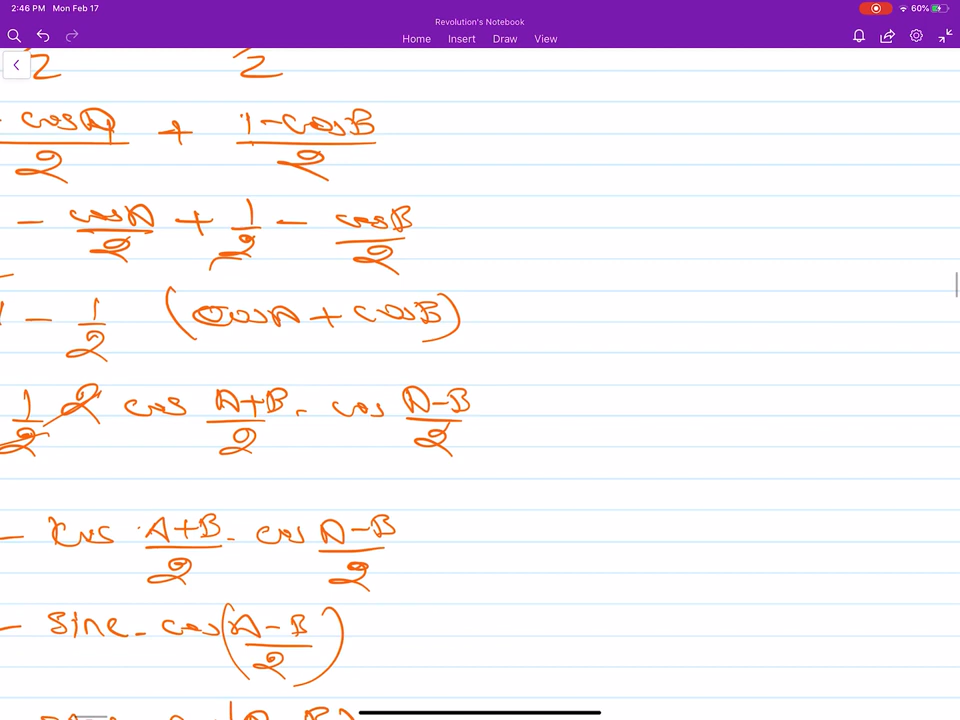 2:46 PM Mon Feb 17 60%
Revolution's Notebook
Home Insert Draw View
2 2
cosA/2 + 1-cosB/2
- cosA/2 + 1/2 - cosB/2
- 1/2 (cosA + cosB)
1/2 2 cos A+B/2 . cos A-B/2
- cos A+B/2 . cos A-B/2
- sinc . cos(A-B/2)